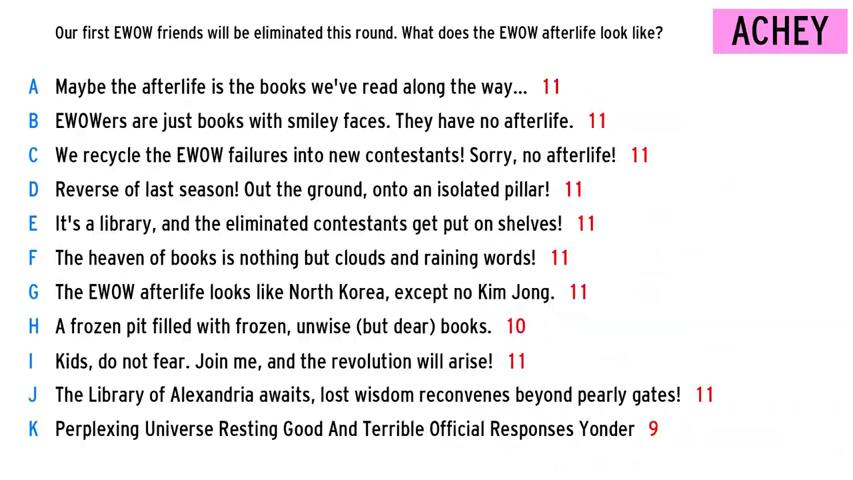 Our first EWOW friends will be eliminated this round. What does the EWOW afterlife look like?
ACHEY
A Maybe the afterlife is the books we've read along the way... 11
B EWOWers are just books with smiley faces. They have no afterlife. 11
C We recycle the EWOW failures into new contestants! Sorry, no afterlife! 11
D Reverse of last season! Out the ground, onto an isolated pillar! 11
E It's a library, and the eliminated contestants get put on shelves! 11
F The heaven of books is nothing but clouds and raining words! 11
G The EWOW afterlife looks like North Korea, except no Kim Jong. 11
H A frozen pit filled with frozen, unwise (but dear) books. 10
I Kids, do not fear. Join me, and the revolution will arise! 11
J The Library of Alexandria awaits, lost wisdom reconvenes beyond pearly gates! 11
K Perplexing Universe Resting Good And Terrible Official Responses Yonder 9